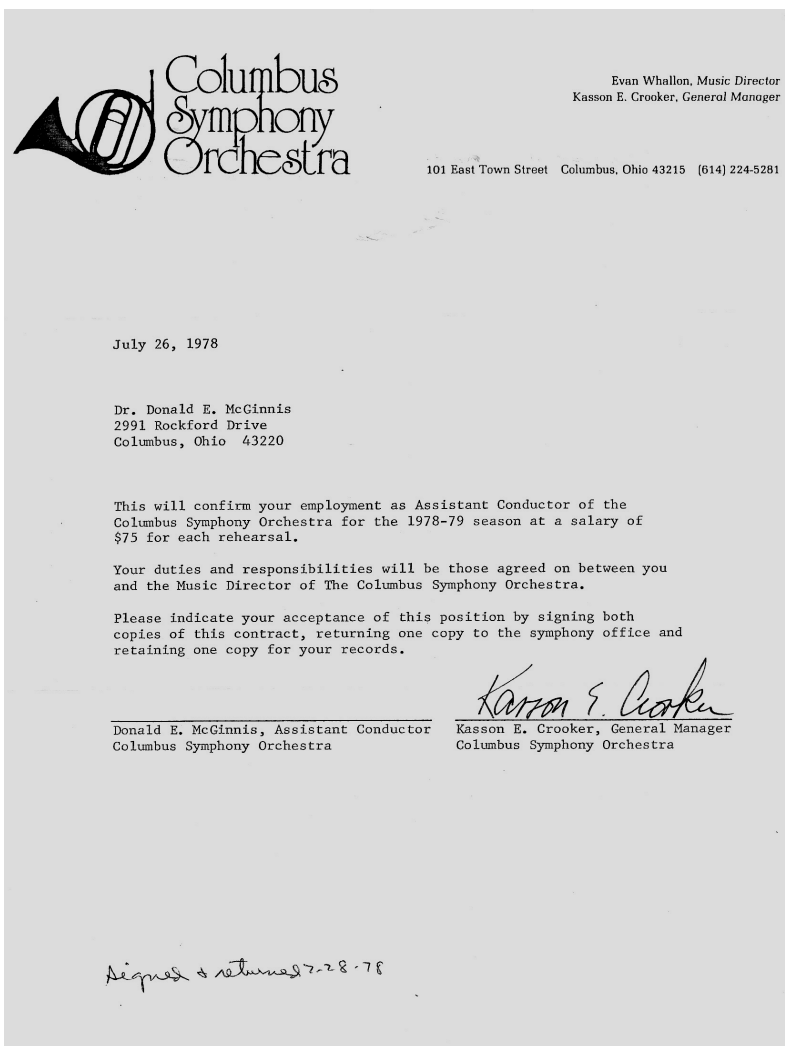 Columbus
Symphony
Orchestra
Evan Whallon, Music Director
Kasson E. Crooker, General Manager
101 East Town Street Columbus, Ohio 43215 (614) 224-5281
July 26, 1978
Dr. Donald E. McGinnis
2991 Rockford Drive
Columbus, Ohio 43220
This will confirm your employment as Assistant Conductor of the
Columbus Symphony Orchestra for the 1978-79 season at a salary of
$75 for each rehearsal.
Your duties and responsibilities will be those agreed on between you
and the Music Director of The Columbus Symphony Orchestra.
Please indicate your acceptance of this position by signing both
copies of this contract, returning one copy to the symphony office and
retaining one copy for your records.
Kasson E. Crooker
Donald E. McGinnis, Assistant Conductor
Columbus Symphony Orchestra
Kasson E. Crooker, General Manager
Columbus Symphony Orchestra
Signed & returned 7-28-78